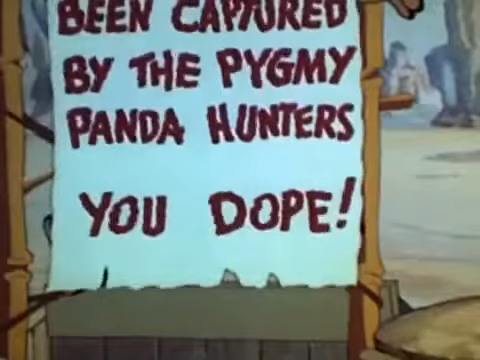 BEEN CAPTURED
BY THE PYGMY
PANDA HUNTERS
YOU DOPE!